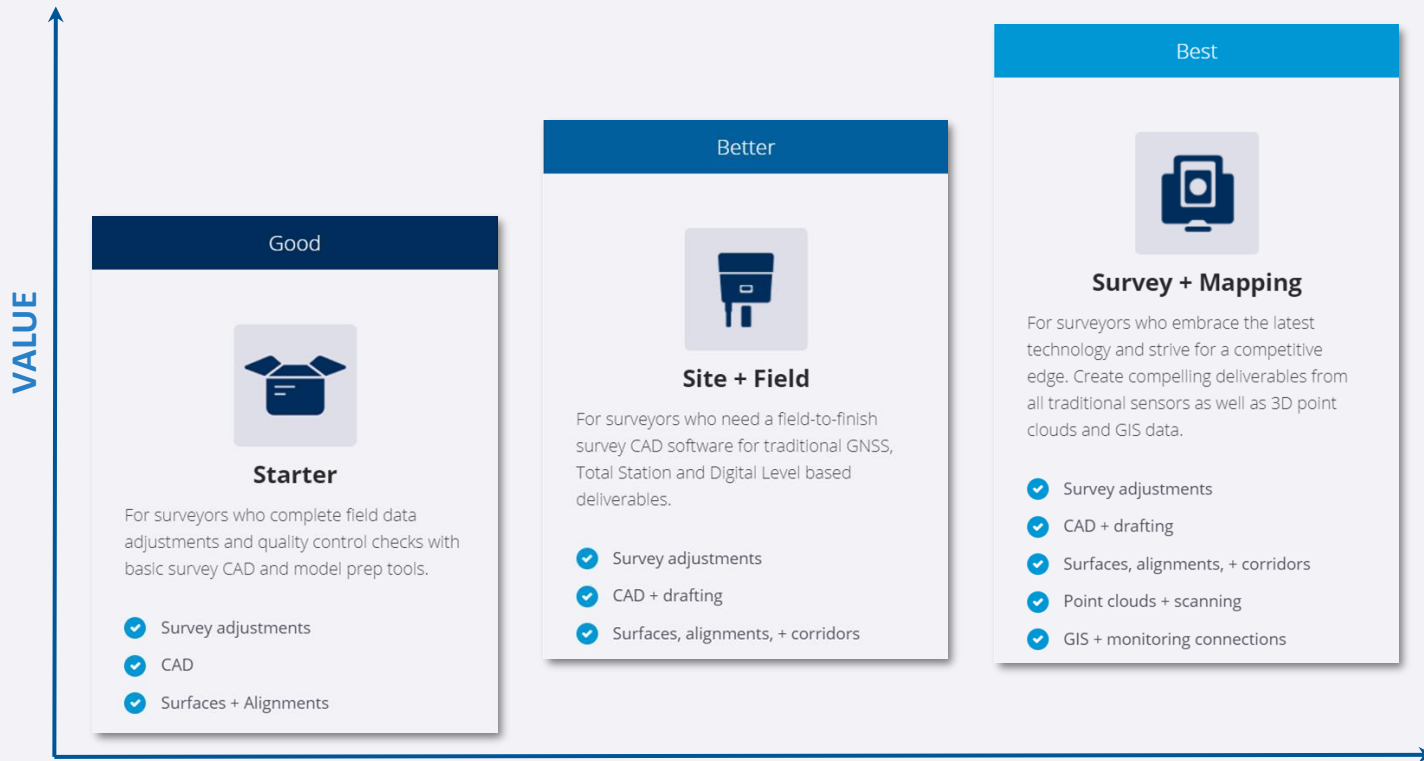 VALUE
Good
Starter
For surveyors who complete field data
adjustments and quality control checks with
basic survey CAD and model prep tools.
Survey adjustments
CAD
Surfaces + Alignments
Better
Site + Field
For surveyors who need a field-to-finish
survey CAD software for traditional GNSS,
Total Station and Digital Level based
deliverables.
Survey adjustments
CAD + drafting
Surfaces, alignments, + corridors
Best
Survey + Mapping
For surveyors who embrace the latest
technology and strive for a competitive
edge. Create compelling deliverables from
all traditional sensors as well as 3D point
clouds and GIS data.
Survey adjustments
CAD + drafting
Surfaces, alignments, + corridors
Point clouds + scanning
GIS + monitoring connections